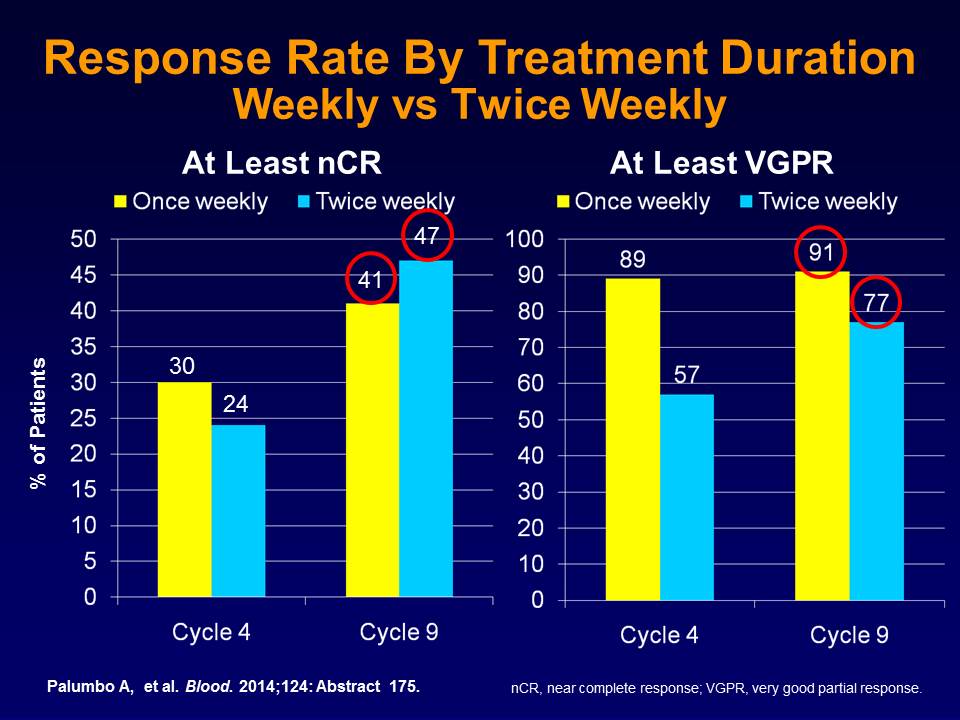 Response Rate By Treatment Duration
Weekly vs Twice Weekly
At Least nCR
Once weekly
Twice weekly
% of Patients
50
45
40
35
30
25
20
15
10
5
0
30
24
41
47
Cycle 4
Cycle 9
At Least VGPR
Once weekly
Twice weekly
100
90
80
70
60
50
40
30
20
10
0
89
57
91
77
Cycle 4
Cycle 9
Palumbo A, et al. Blood. 2014;124: Abstract 175.
nCR, near complete response; VGPR, very good partial response.